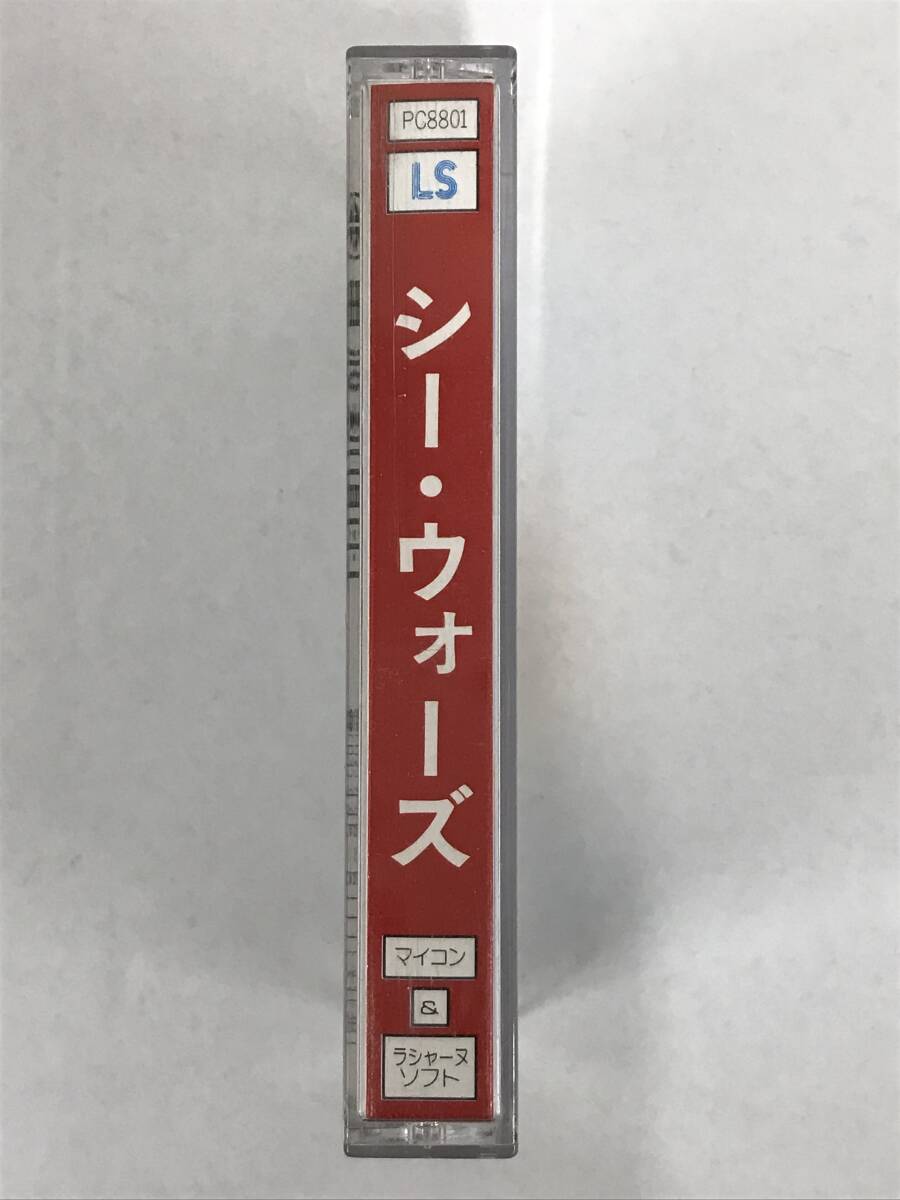 PC8801
LS
シー・ウォーズ
マイコン
&
ラシャーヌ
ソフト